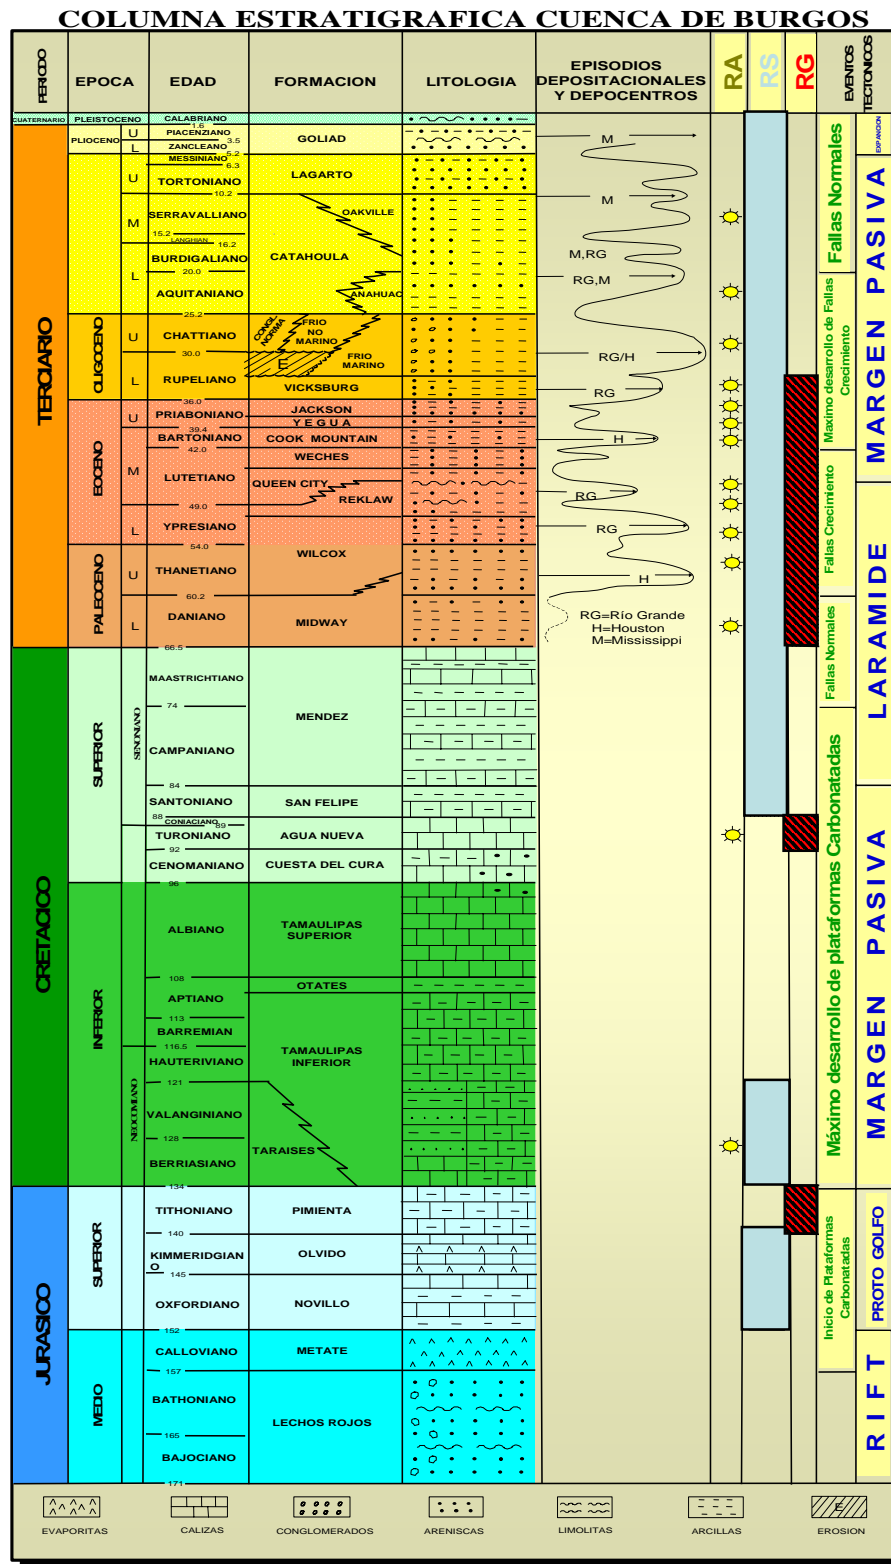 COLUMNA ESTRATIGRAFICA CUENCA DE BURGOS
PERIODO
EPOCA
EDAD
FORMACION
LITOLOGIA
EPISODIOS
DEPOSITACIONALES
Y DEPOCENTROS
RA
RS
RG
EVENTOS
TECTONICOS
CUATERNARIO
PLEISTOCENO
CALABRIANO
1.6
TERCIARIO
PLIOCENO
U
PIACENZIANO
3.5
L
ZANCLEANO
5.2
GOLIAD
M
EXPANCION
MESSINIANO
6.3
U
TORTONIANO
10.2
LAGARTO
M
SERRAVALLIANO
15.2
OAKVILLE
M
LANGHIAN
16.2
BURDIGALIANO
20.0
CATAHOULA
M,RG
L
AQUITANIANO
25.2
ANAHUAC
RG,M
Fallas Normales
MARGEN PASIVA
OLIGOCENO
U
CHATTIANO
30.0
CONGL.
NORMA
FRIO
NO
MARINO
E
FRIO
MARINO
RG/H
L
RUPELIANO
36.0
VICKSBURG
RG
Maximo desarrollo de Fallas
Crecimiento
EOCENO
U
PRIABONIANO
39.4
JACKSON
YEGUA
BARTONIANO
42.0
COOK MOUNTAIN
H
M
LUTETIANO
49.0
WECHES
QUEEN CITY
REKLAW
RG
L
YPRESIANO
54.0
RG
Fallas Crecimiento
PALEOCENO
U
THANETIANO
60.2
WILCOX
H
L
DANIANO
66.5
MIDWAY
RG=Río Grande
H=Houston
M=Mississippi
Fallas Normales
LARAMIDE
CRETACICO
SUPERIOR
SENONIANO
MAASTRICHTIANO
74
CAMPANIANO
84
MENDEZ
SANTONIANO
88
SAN FELIPE
CONIACIANO
89
TURONIANO
92
AGUA NUEVA
CENOMANIANO
96
CUESTA DEL CURA
INFERIOR
ALBIANO
108
TAMAULIPAS
SUPERIOR
APTIANO
113
OTATES
BARREMIAN
116.5
NEOCOMIANO
HAUTERIVIANO
121
TAMAULIPAS
INFERIOR
VALANGINIANO
128
BERRIASIANO
134
TARAISES
Máximo desarrollo de plataformas Carbonatadas
MARGEN PASIVA
JURASICO
SUPERIOR
TITHONIANO
140
PIMIENTA
KIMMERIDGIAN
O
145
OLVIDO
OXFORDIANO
152
NOVILLO
Inicio de Plataformas
Carbonatadas
PROTO GOLFO
MEDIO
CALLOVIANO
157
METATE
BATHONIANO
165
BAJOCIANO
171
LECHOS ROJOS
RIFT
EVAPORITAS
CALIZAS
CONGLOMERADOS
ARENISCAS
LIMOLITAS
ARCILLAS
E
EROSION